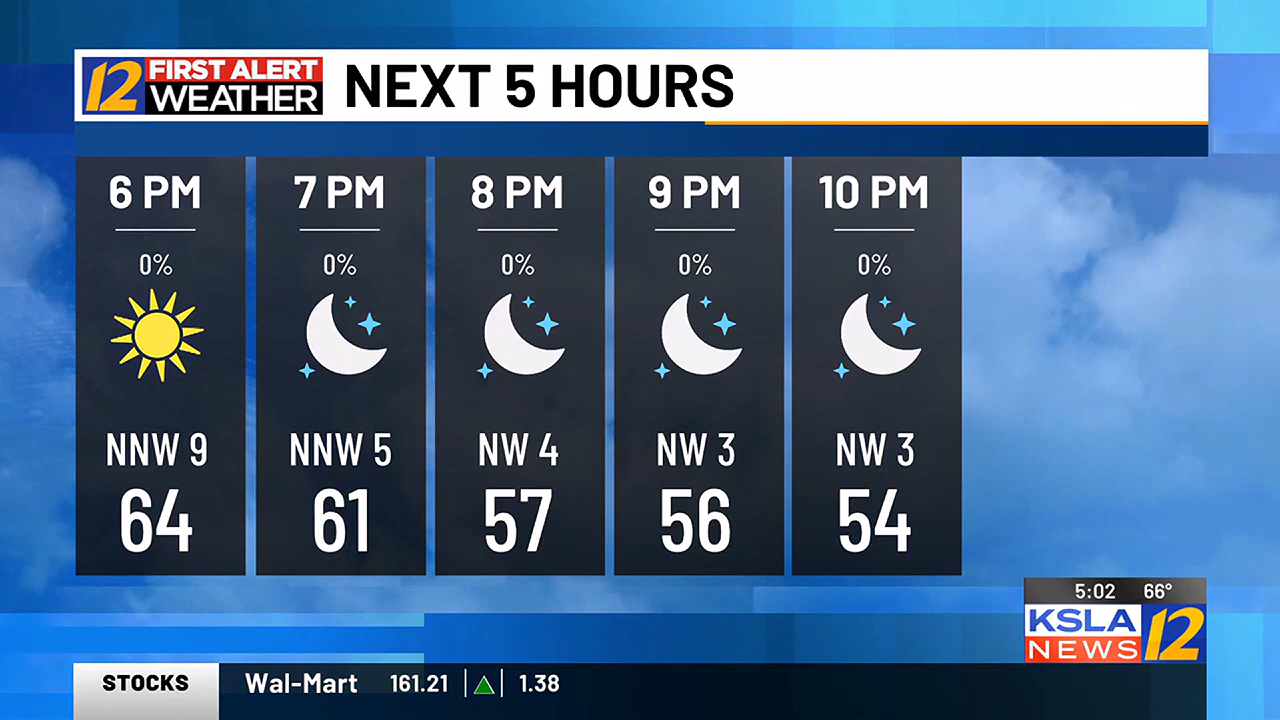 12 FIRST ALERT WEATHER NEXT 5 HOURS
6 PM 7 PM 8 PM 9 PM 10 PM
0% 0% 0% 0% 0%
NNW 9 NNW 5 NW 4 NW 3 NW 3
64 61 57 56 54
5:02 66°
KSLA NEWS 12
STOCKS Wal-Mart 161.21 | ▲ | 1.38